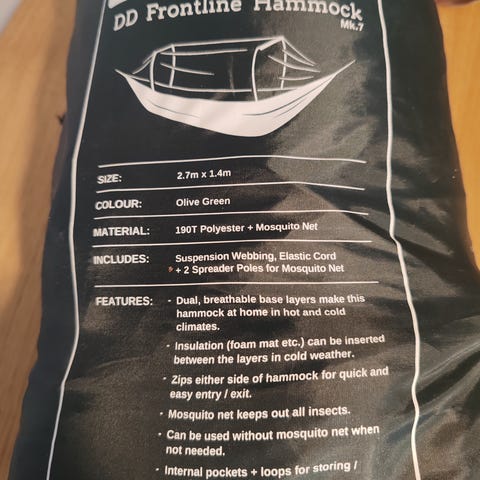 DD Frontline Hammock
Mk.7
SIZE: 2.7m x 1.4m
COLOUR: Olive Green
MATERIAL: 190T Polyester + Mosquito Net
INCLUDES: Suspension Webbing, Elastic Cord
+ 2 Spreader Poles for Mosquito Net
FEATURES: • Dual, breathable base layers make this
hammock at home in hot and cold
climates.
• Insulation (foam mat etc.) can be inserted
between the layers in cold weather.
• Zips either side of hammock for quick and
easy entry / exit.
• Mosquito net keeps out all insects.
• Can be used without mosquito net when
not needed.
• Internal pockets + loops for storing /